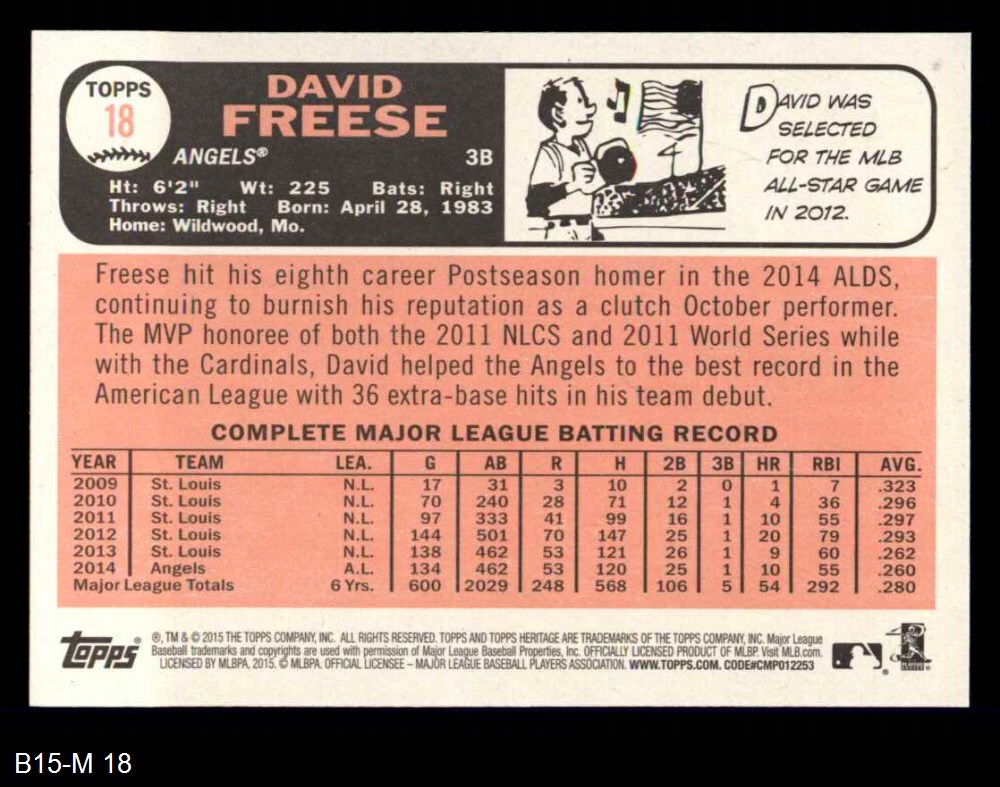 TOPPS
18
DAVID
FREESE
ANGELS® 3B
Ht: 6'2" Wt: 225 Bats: Right
Throws: Right Born: April 28, 1983
Home: Wildwood, Mo.
DAVID WAS
SELECTED
FOR THE MLB
ALL-STAR GAME
IN 2012.
Freese hit his eighth career Postseason homer in the 2014 ALDS,
continuing to burnish his reputation as a clutch October performer.
The MVP honoree of both the 2011 NLCS and 2011 World Series while
with the Cardinals, David helped the Angels to the best record in the
American League with 36 extra-base hits in his team debut.
COMPLETE MAJOR LEAGUE BATTING RECORD
YEAR TEAM LEA. G AB R H 2B 3B HR RBI AVG.
2009 St. Louis N.L. 17 31 3 10 2 0 1 7 .323
2010 St. Louis N.L. 70 240 28 71 12 1 4 36 .296
2011 St. Louis N.L. 97 333 41 99 16 1 10 55 .297
2012 St. Louis N.L. 144 501 70 147 25 1 20 79 .293
2013 St. Louis N.L. 138 462 53 121 26 1 9 60 .262
2014 Angels A.L. 134 462 53 120 25 1 10 55 .260
Major League Totals 6 Yrs. 600 2029 248 568 106 5 54 292 .280
Topps®
®, TM & © 2015 THE TOPPS COMPANY, INC. ALL RIGHTS RESERVED. TOPPS AND TOPPS HERITAGE ARE TRADEMARKS OF THE TOPPS COMPANY, INC. Major League
Baseball trademarks and copyrights are used with permission of Major League Baseball Properties, Inc. OFFICIALLY LICENSED PRODUCT OF MLBP. Visit MLB.com.
LICENSED BY MLBPA, 2015. © MLBPA. OFFICIAL LICENSEE – MAJOR LEAGUE BASEBALL PLAYERS ASSOCIATION. WWW.TOPPS.COM. CODE#CMP012253
B15-M 18